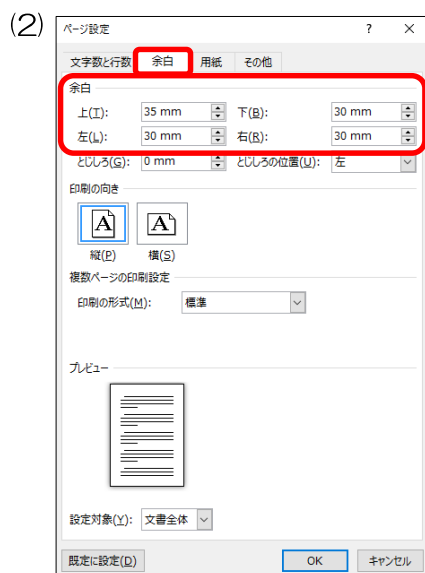 (2)
ページ設定 ? ×
文字数と行数 余白 用紙 その他
余白
上(T): 35 mm 下(B): 30 mm
左(L): 30 mm 右(R): 30 mm
とじしろ(G): 0 mm とじしろの位置(U): 左
印刷の向き
A A
縦(P) 横(S)
複数ページの印刷設定
印刷の形式(M): 標準
プレビュー
設定対象(Y): 文書全体
既定に設定(D) OK キャンセル